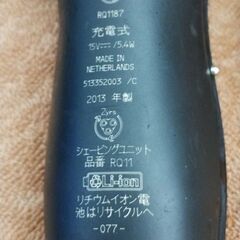 RQ1187
充電式
15V⎓/5.4W
MADE IN
NETHERLANDS
513352003 /C
2013 年製
2yrs
シェービングユニット
品番 RQ11
Li-ion
リチウムイオン電
池はリサイクルへ
-077-